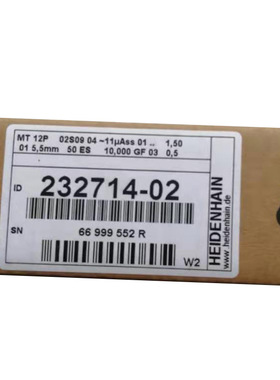 MT 12P 02S09 04 ~11µAss 01 .. 1,50
01 5,5mm 50 ES 10,000 GF 03 0,5
ID 232714-02
SN 66 999 552 R
W2
HEIDENHAIN
www.heidenhain.de